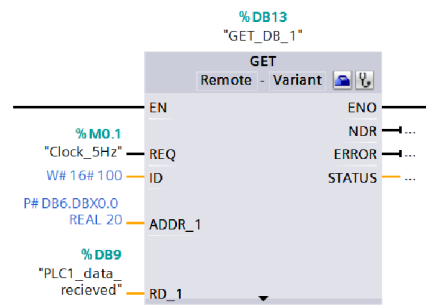 %DB13
"GET_DB_1"
GET
Remote - Variant
EN ENO
NDR ...
%M0.1
"Clock_5Hz" REQ ERROR ...
W#16#100 ID STATUS ...
P#DB6.DBX0.0
REAL 20 ADDR_1
%DB9
"PLC1_data_
recieved" RD_1